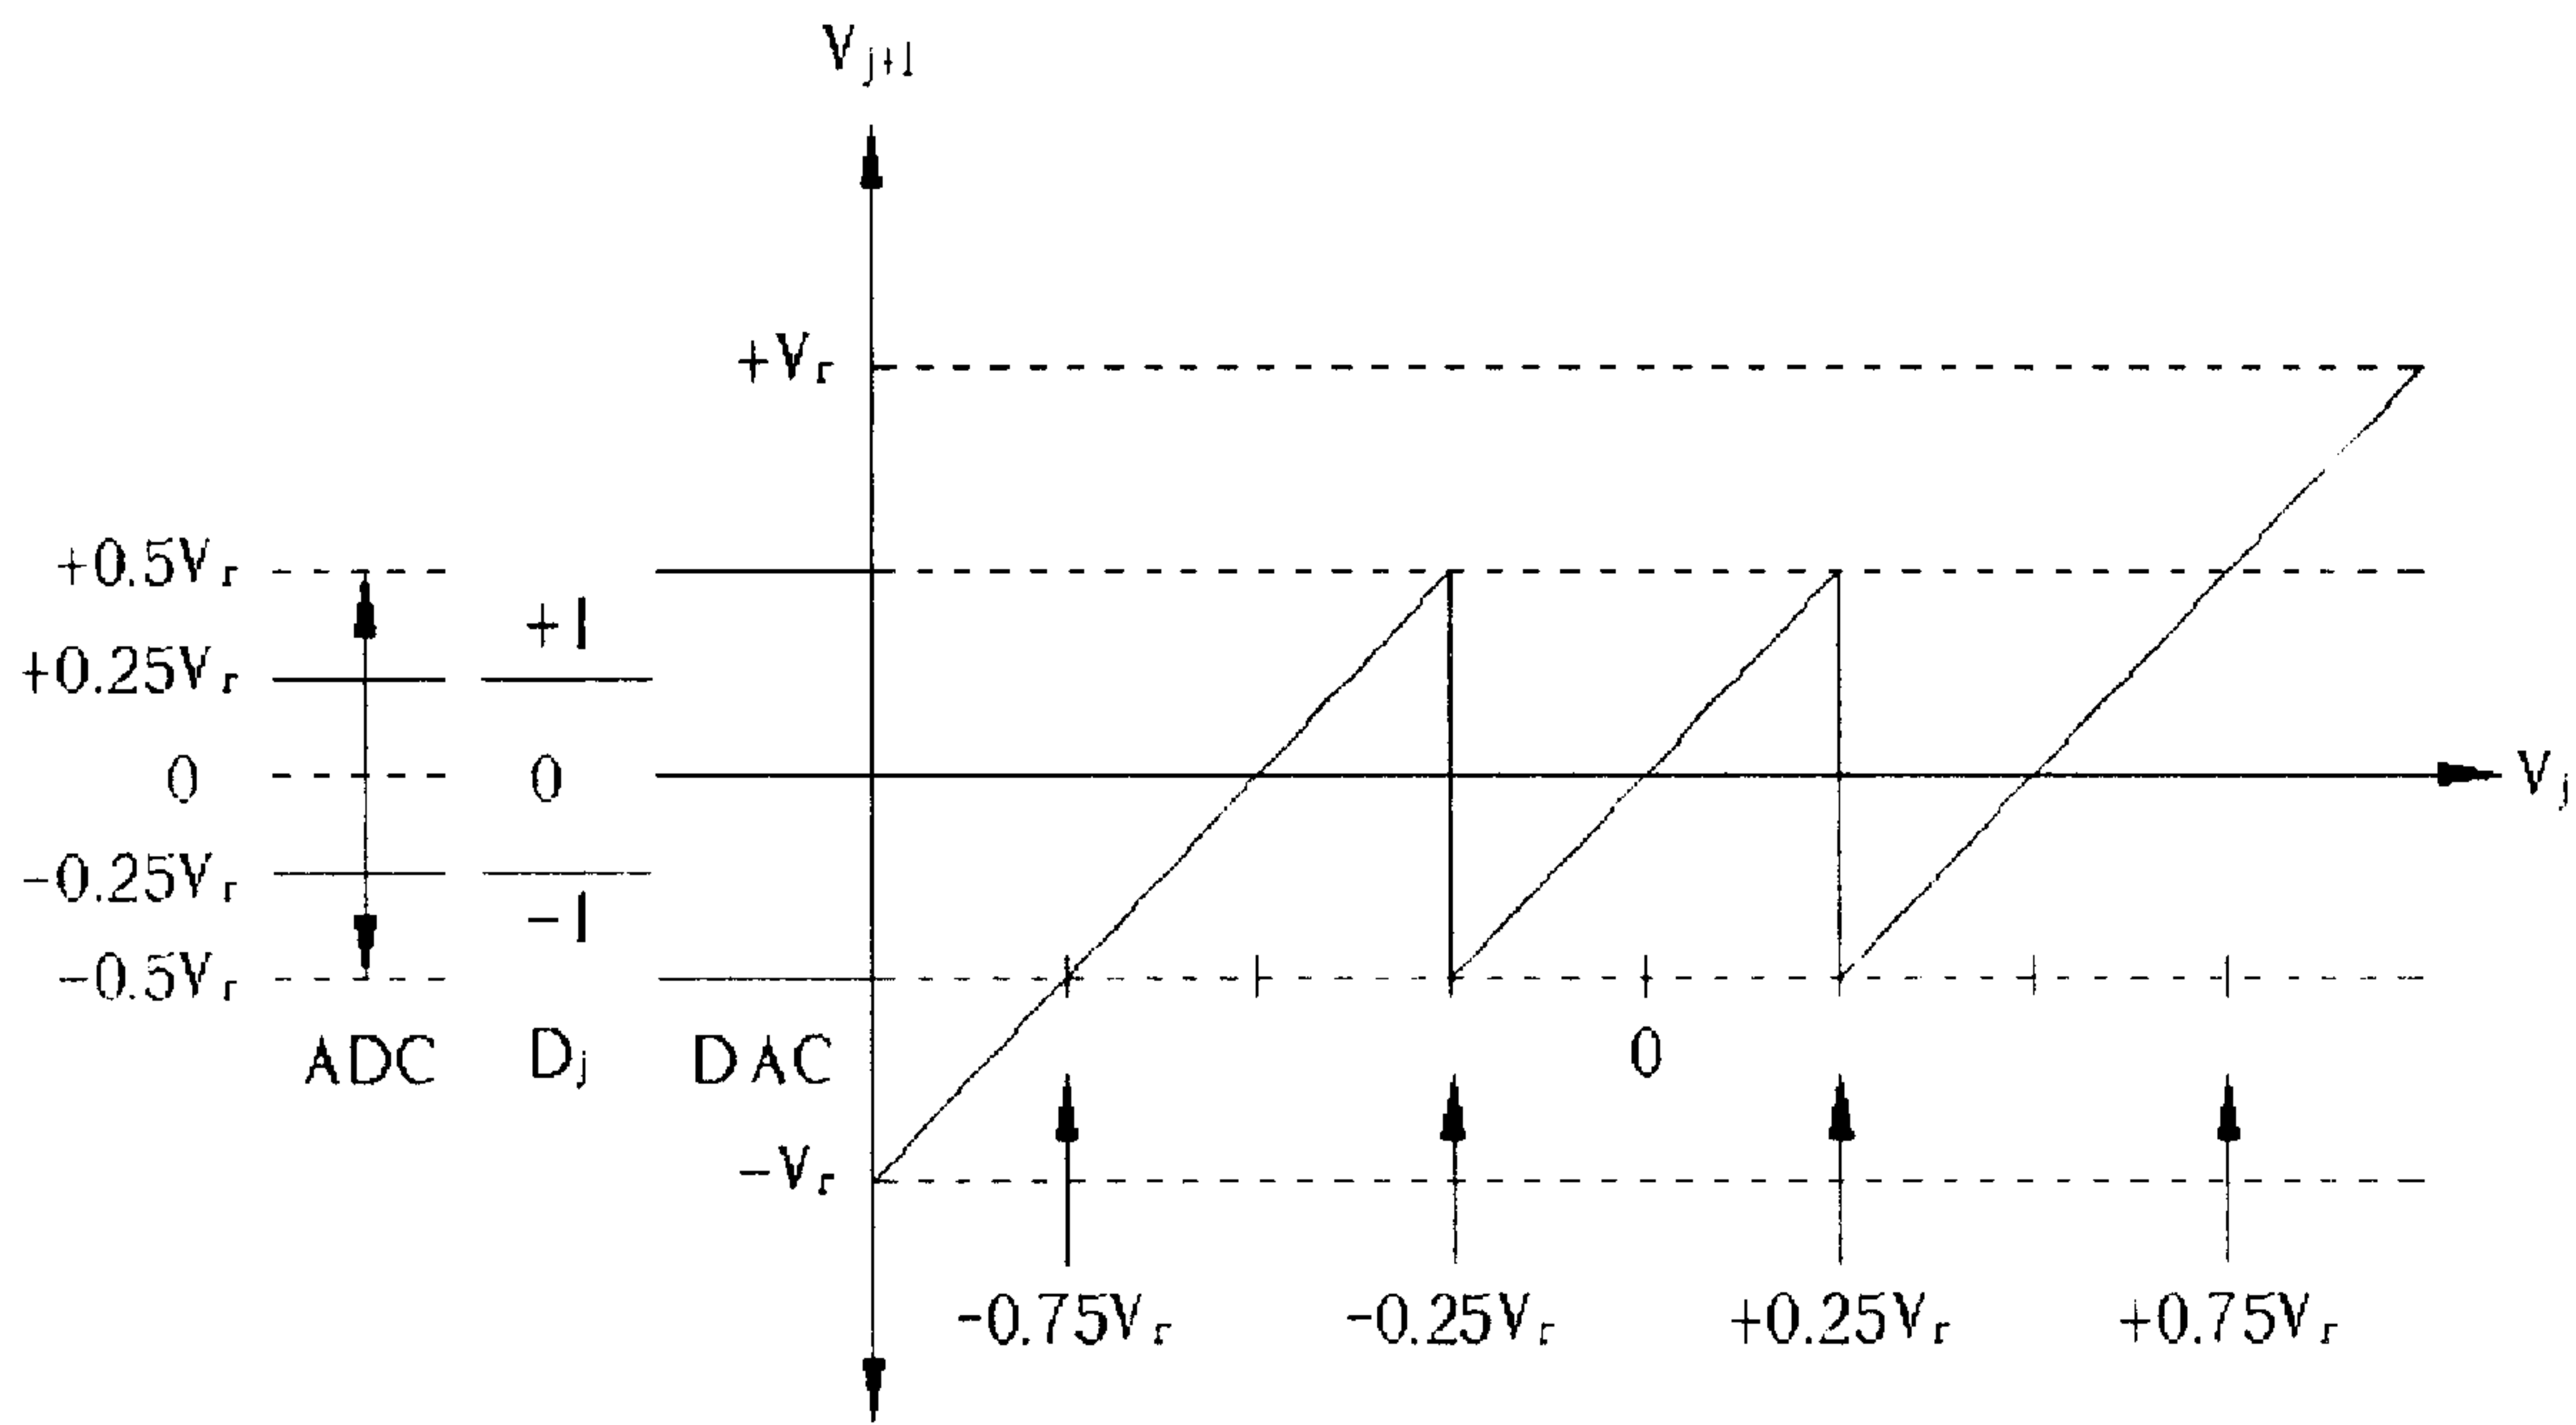 Vj+1
+Vr
+0.5Vr
+1
+0.25Vr
0 0 Vj
-0.25Vr
-1
-0.5Vr
ADC Dj DAC 0
-Vr
-0.75Vr -0.25Vr +0.25Vr +0.75Vr